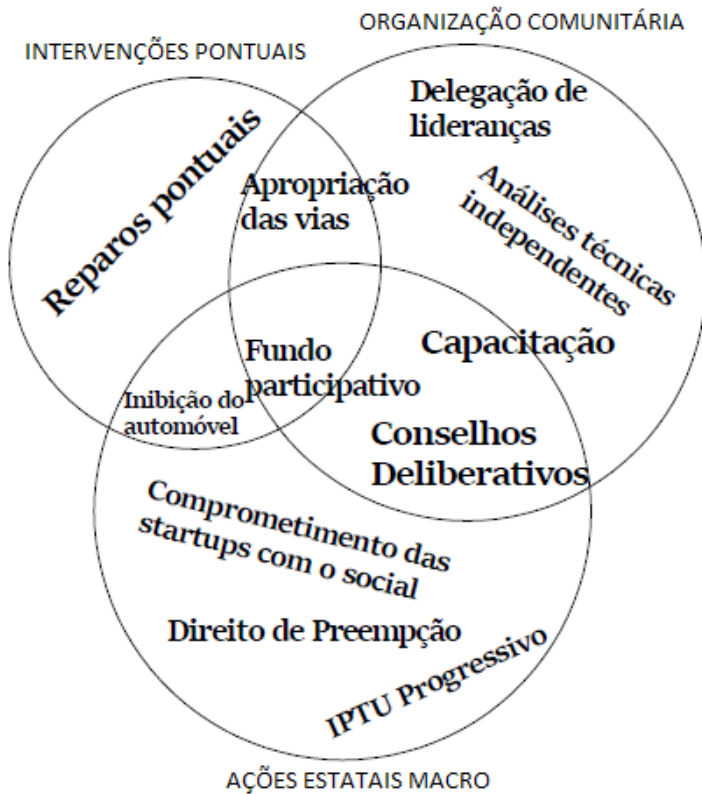 ORGANIZAÇÃO COMUNITÁRIA
INTERVENÇÕES PONTUAIS
Delegação de
lideranças
Reparos pontuais
Apropriação
das vias
Análises técnicas
independentes
Capacitação
Fundo
participativo
Inibição do
automóvel
Conselhos
Deliberativos
Comprometimento das
startups com o social
Direito de Preempção
IPTU Progressivo
AÇÕES ESTATAIS MACRO